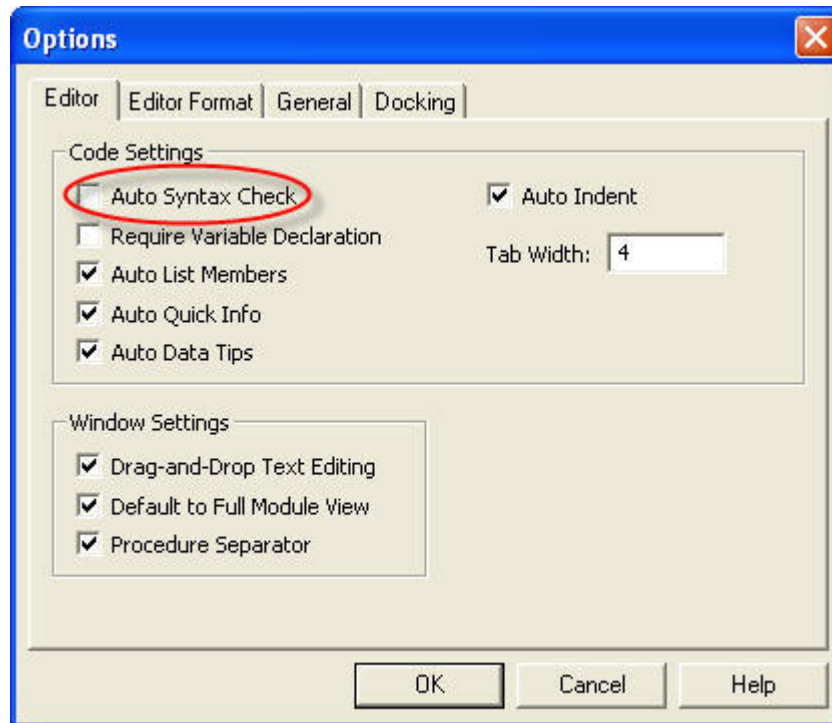 Options
Editor Editor Format General Docking
Code Settings
Auto Syntax Check
Auto Indent
Require Variable Declaration
Tab Width: 4
Auto List Members
Auto Quick Info
Auto Data Tips
Window Settings
Drag-and-Drop Text Editing
Default to Full Module View
Procedure Separator
OK Cancel Help